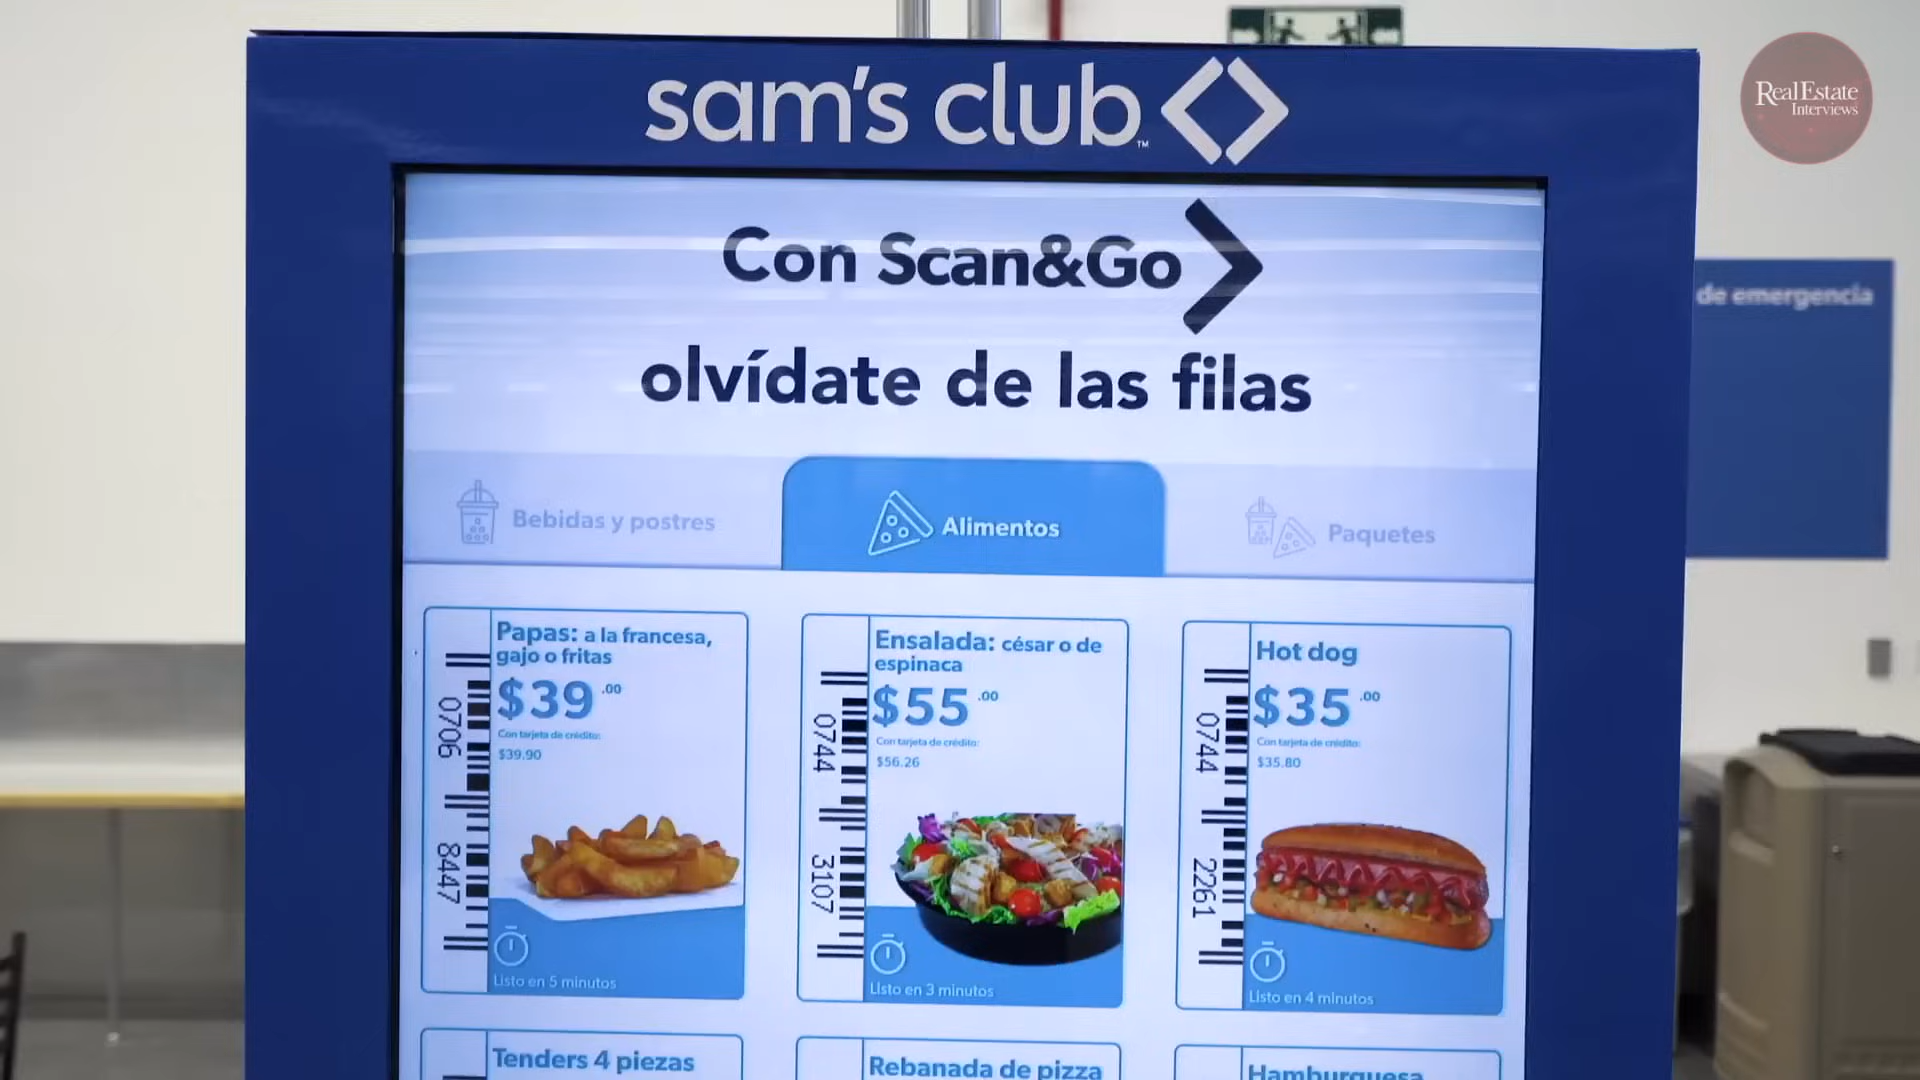 sam's club™
RealEstate
Interviews
Con Scan&Go
olvídate de las filas
de emergencia
Bebidas y postres
Alimentos
Paquetes
Papas: a la francesa,
gajo o fritas
$39.00
Con tarjeta de crédito:
$39.90
0706 8447
Listo en 5 minutos
Ensalada: césar o de
espinaca
$55.00
Con tarjeta de crédito:
$56.26
0744 3107
Listo en 3 minutos
Hot dog
$35.00
Con tarjeta de crédito:
$35.80
0744 2261
Listo en 4 minutos
Tenders 4 piezas
Rebanada de pizza
Hamburguesa